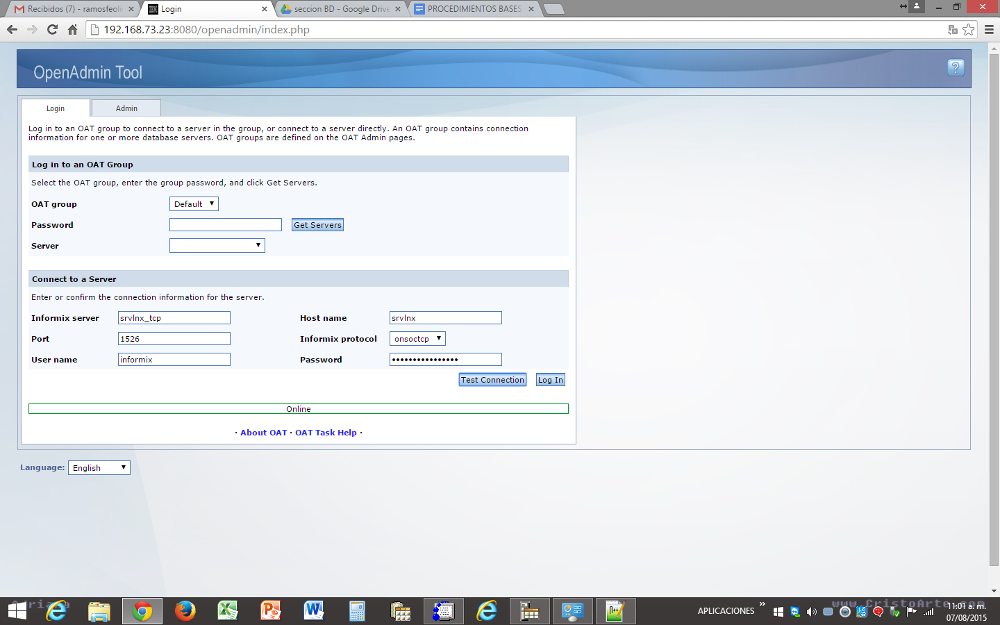 Recibidos (7) - ramosfeolin
Login
seccion BD - Google Drive
PROCEDIMIENTOS BASES
192.168.73.23:8080/openadmin/index.php
OpenAdmin Tool
?
Login
Admin
Log in to an OAT group to connect to a server in the group, or connect to a server directly. An OAT group contains connection
information for one or more database servers. OAT groups are defined on the OAT Admin pages.
Log in to an OAT Group
Select the OAT group, enter the group password, and click Get Servers.
OAT group
Default
Password
Get Servers
Server
Connect to a Server
Enter or confirm the connection information for the server.
Informix server
srvlnx_tcp
Host name
srvlnx
Port
1526
Informix protocol
onsoctcp
User name
informix
Password
••••••••••••••••
Test Connection
Log In
Online
· About OAT · OAT Task Help ·
Language:
English
www.CristoArte.com
APLICACIONES
11:01 a. m.
07/08/2015